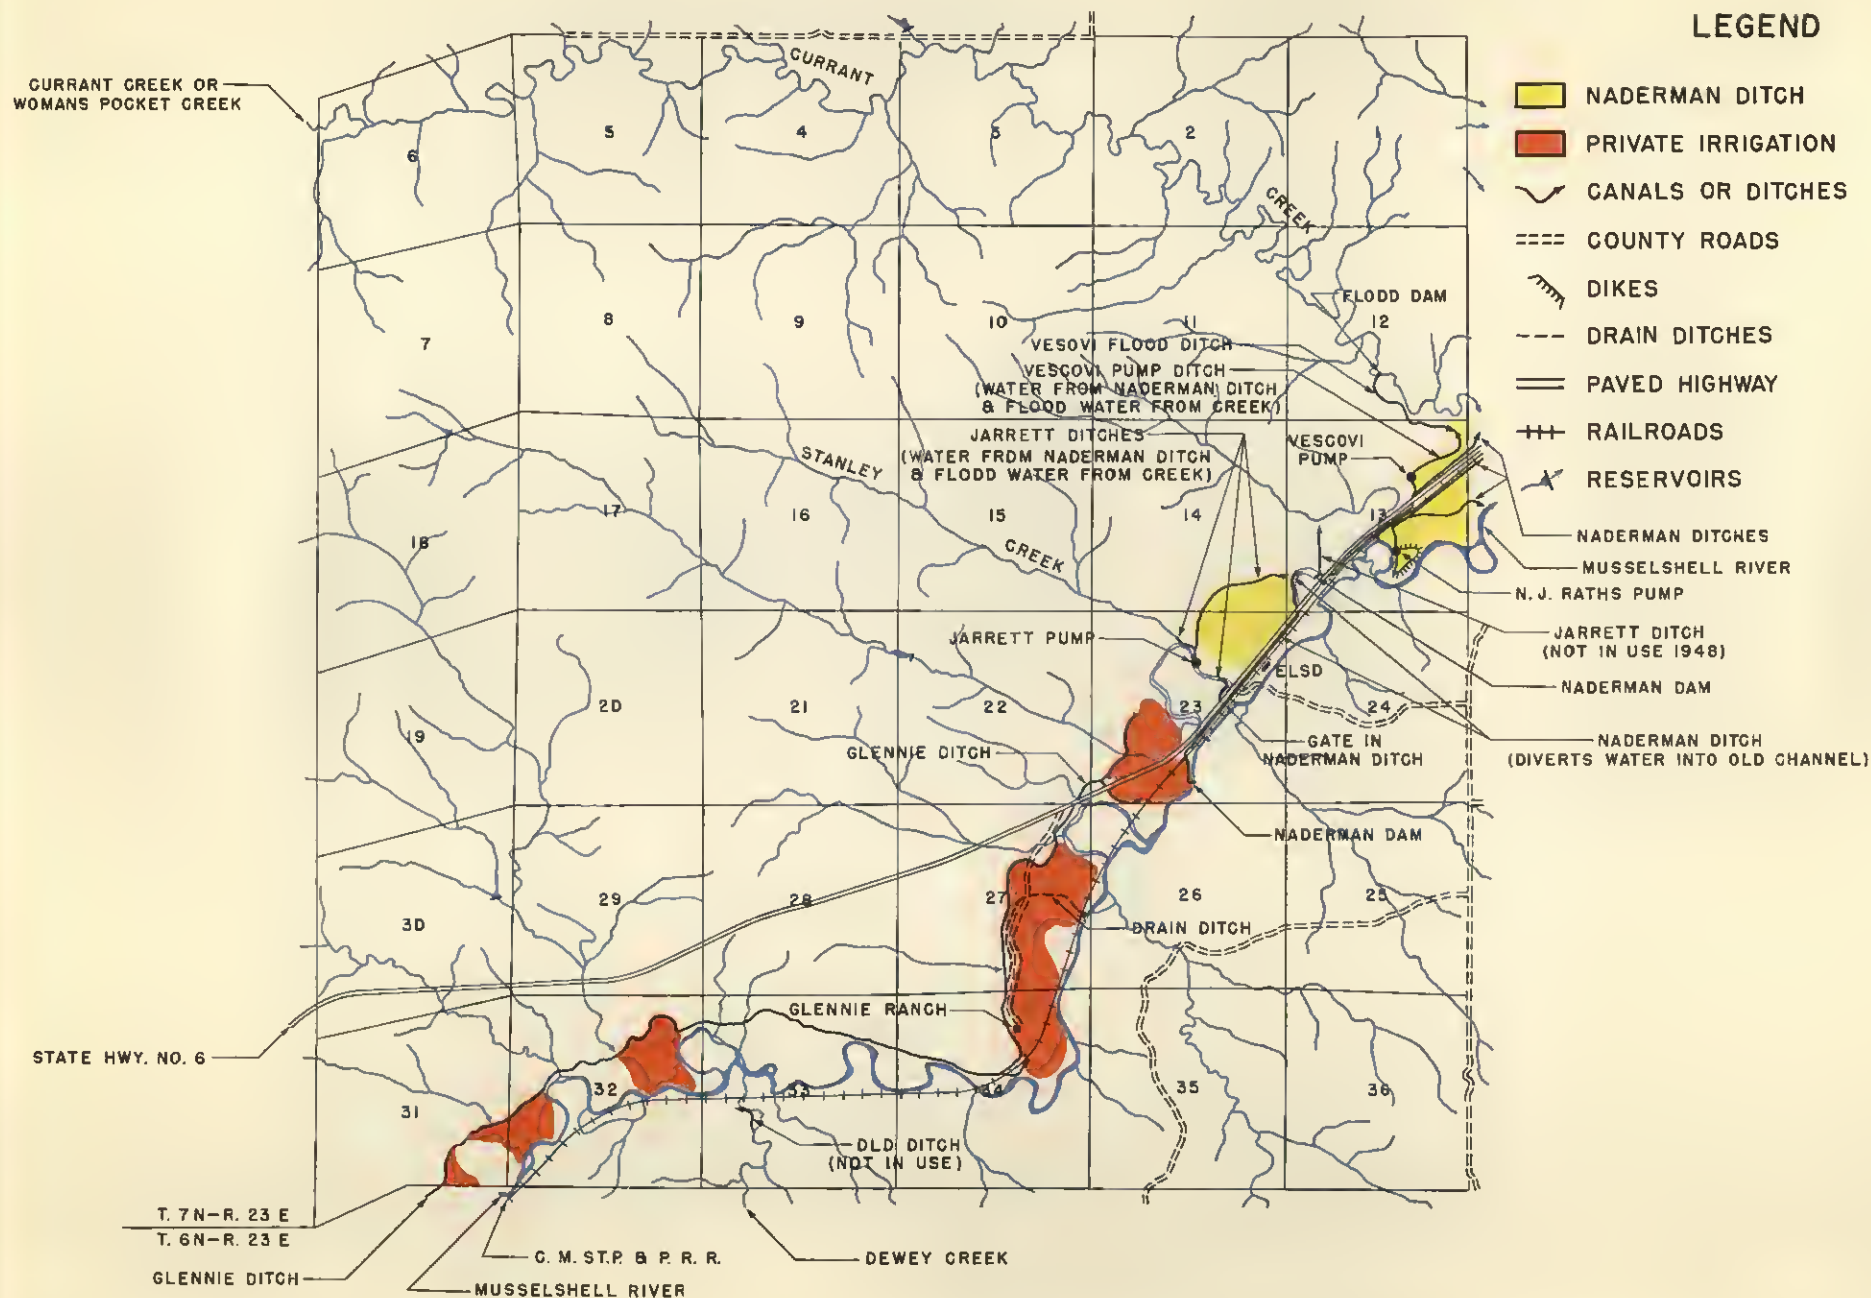 LEGEND
NADERMAN DITCH
PRIVATE IRRIGATION
CANALS OR DITCHES
COUNTY ROADS
DIKES
DRAIN DITCHES
PAVED HIGHWAY
RAILROADS
RESERVOIRS
CURRANT CREEK OR
WOMANS POCKET CREEK
CURRANT
CREEK
6
5
4
3
2
7
8
9
10
11
12
FLODD DAM
VESOVI FLOOD DITCH
VESCOVI PUMP DITCH
(WATER FROM NADERMAN DITCH
& FLOOD WATER FROM CREEK)
JARRETT DITCHES
(WATER FRDM NADERMAN DITCH
& FLODD WATER FROM CREEK)
VESCOVI
PUMP
STANLEY
CREEK
18
17
16
15
14
13
NADERMAN DITCHES
MUSSELSHELL RIVER
N. J. RATHS PUMP
JARRETT DITCH
(NOT IN USE 1948)
NADERMAN DAM
NADERMAN DITCH
(DIVERTS WATER INTO OLD CHANNEL)
JARRETT PUMP
ELSD
19
2D
21
22
23
24
GLENNIE DITCH
GATE IN
NADERMAN DITCH
NADERMAN DAM
3D
29
28
27
26
25
DRAIN DITCH
GLENNIE RANCH
STATE HWY. NO. 6
31
32
33
34
35
36
DLD DITCH
(NOT IN USE)
T. 7N-R. 23 E
T. 6N-R. 23 E
GLENNIE DITCH
C. M. ST. P. & P. R. R.
MUSSELSHELL RIVER
DEWEY CREEK